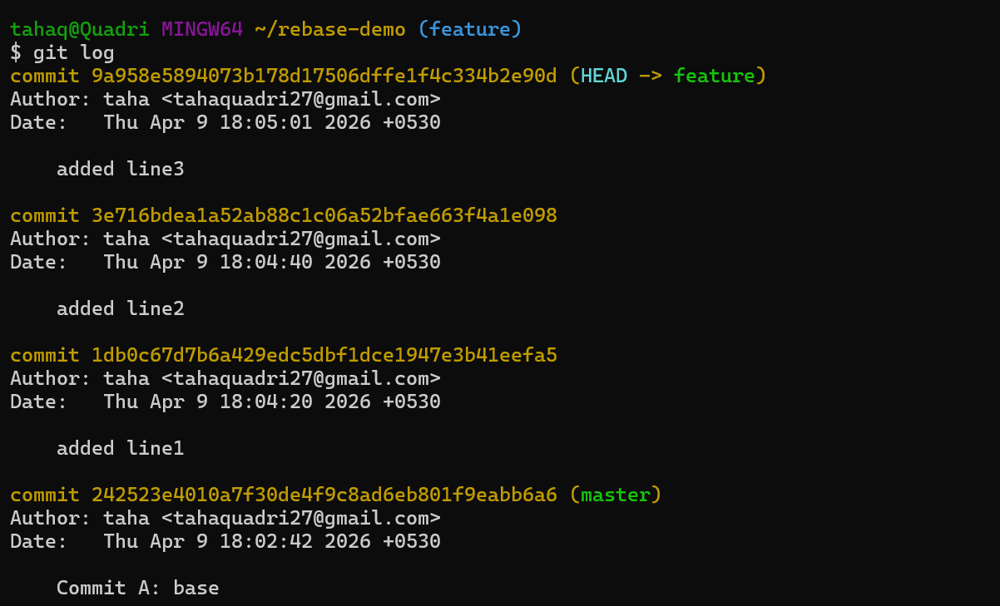 tahaq@Quadri MINGW64 ~/rebase-demo (feature)
$ git log
commit 9a958e5894073b178d17506dffe1f4c334b2e90d (HEAD -> feature)
Author: taha <tahaquadri27@gmail.com>
Date:   Thu Apr 9 18:05:01 2026 +0530

    added line3

commit 3e716bdea1a52ab88c1c06a52bfae663f4a1e098
Author: taha <tahaquadri27@gmail.com>
Date:   Thu Apr 9 18:04:40 2026 +0530

    added line2

commit 1db0c67d7b6a429edc5dbf1dce1947e3b41eefa5
Author: taha <tahaquadri27@gmail.com>
Date:   Thu Apr 9 18:04:20 2026 +0530

    added line1

commit 242523e4010a7f30de4f9c8ad6eb801f9eabb6a6 (master)
Author: taha <tahaquadri27@gmail.com>
Date:   Thu Apr 9 18:02:42 2026 +0530

    Commit A: base